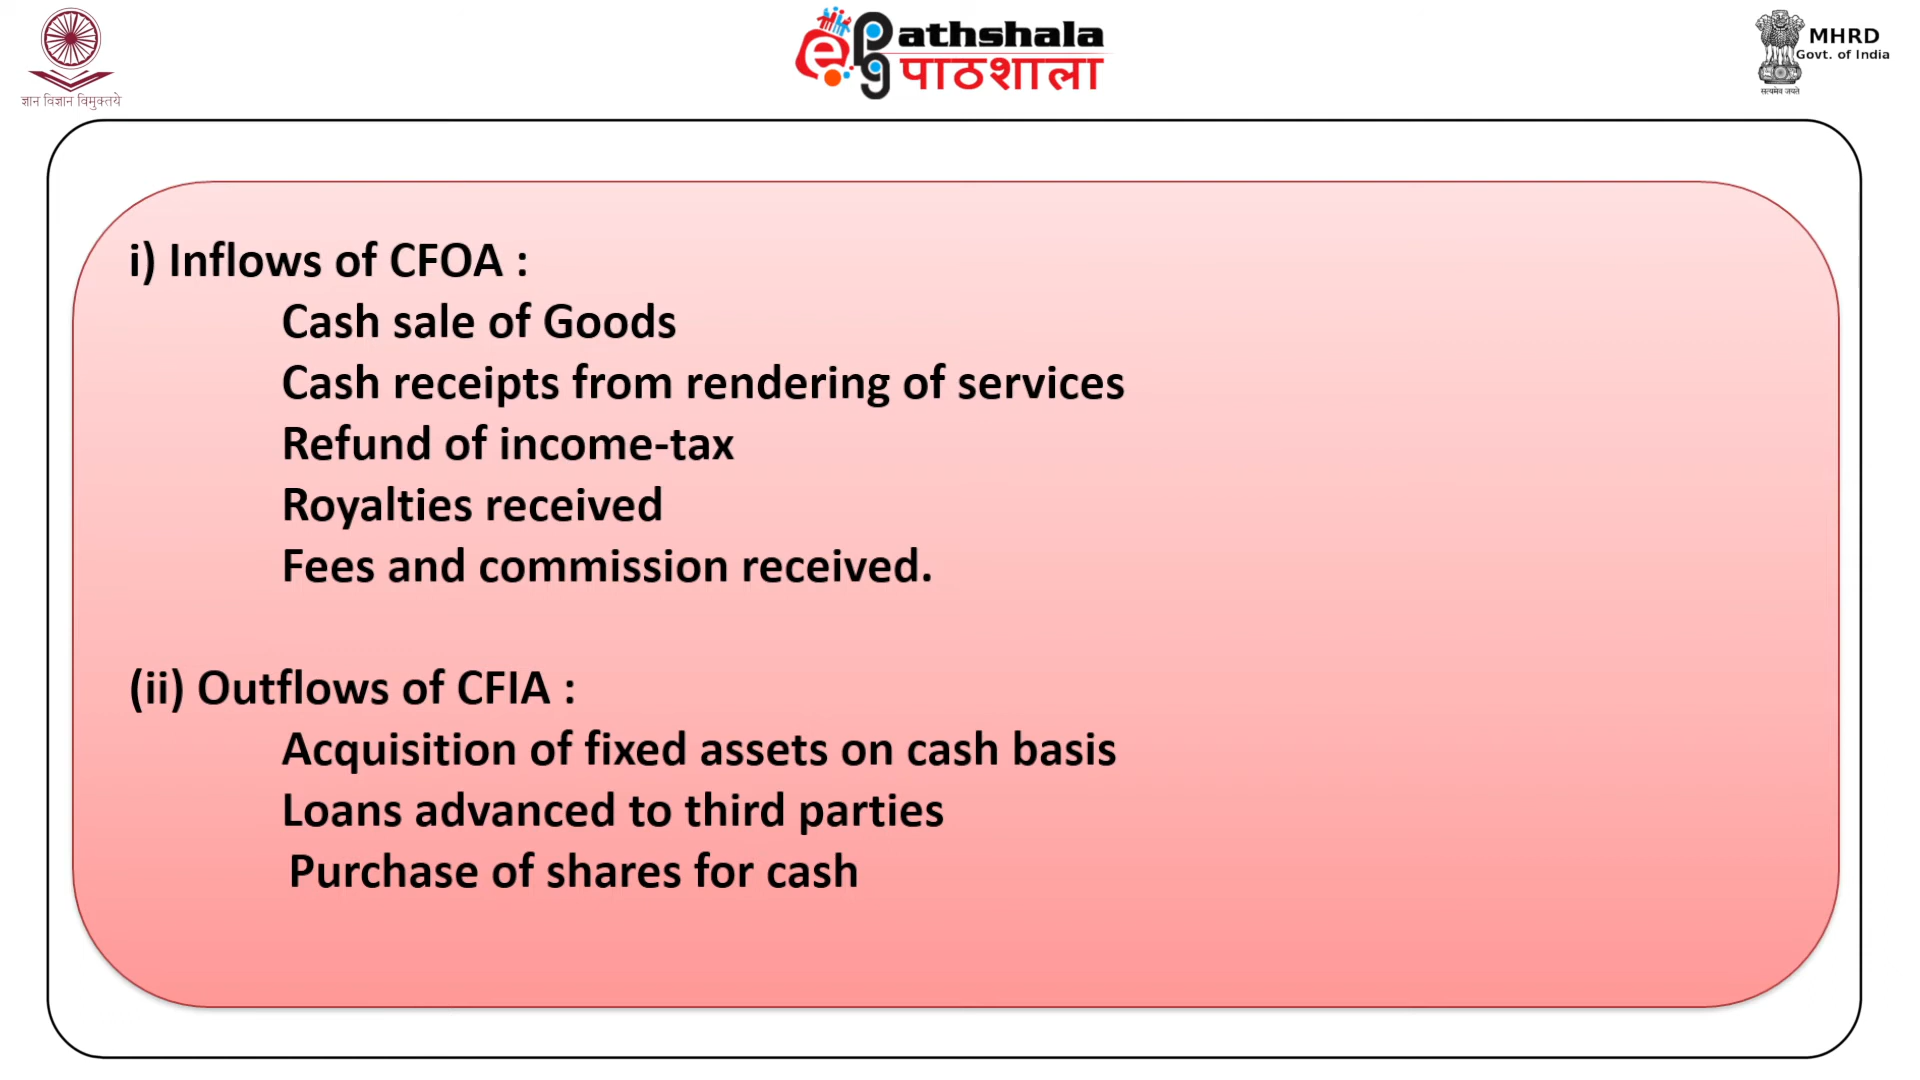 ज्ञान विज्ञान विमुक्तये
ePG Pathshala
पाठशाला
MHRD
Govt. of India
सत्यमेव जयते
i) Inflows of CFOA :
Cash sale of Goods
Cash receipts from rendering of services
Refund of income-tax
Royalties received
Fees and commission received.
(ii) Outflows of CFIA :
Acquisition of fixed assets on cash basis
Loans advanced to third parties
Purchase of shares for cash